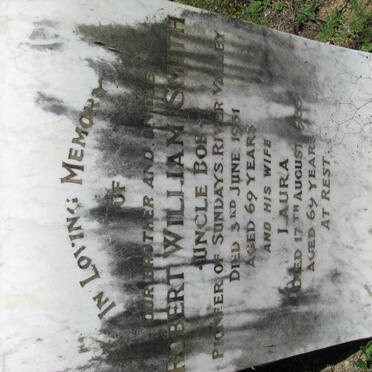 IN LOVING MEMORY
OF
OUR BROTHER AND UNCLE
ROBERT WILLIAM SMITH
"UNCLE BOB"
PIONEER OF SUNDAYS RIVER VALLEY
DIED 3RD JUNE 1951
AGED 69 YEARS
AND HIS WIFE
LAURA
DIED 17TH AUGUST
AGED 69 YEARS
AT REST.